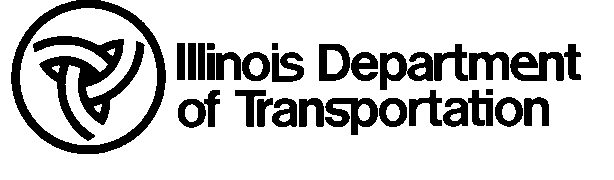 Illinois Department
of Transportation